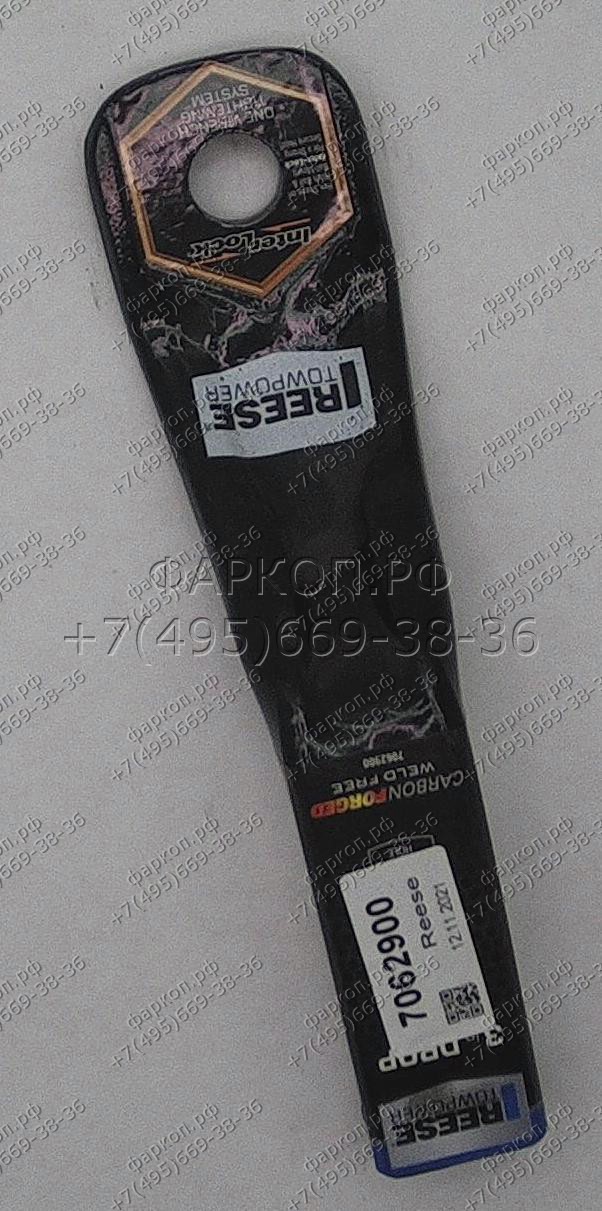 ONE WRENCH
TIGHTENING
SYSTEM
InterLock
REESE
TOWPOWER
ФАРКОП.РФ
+7(495)669-38-36
CARBON FORGED
WELD FREE
7062900
7062900
Reese
12.11.2021
DROP
REESE
TOWPOWER
фаркоп.рф
+7(495)669-38-36